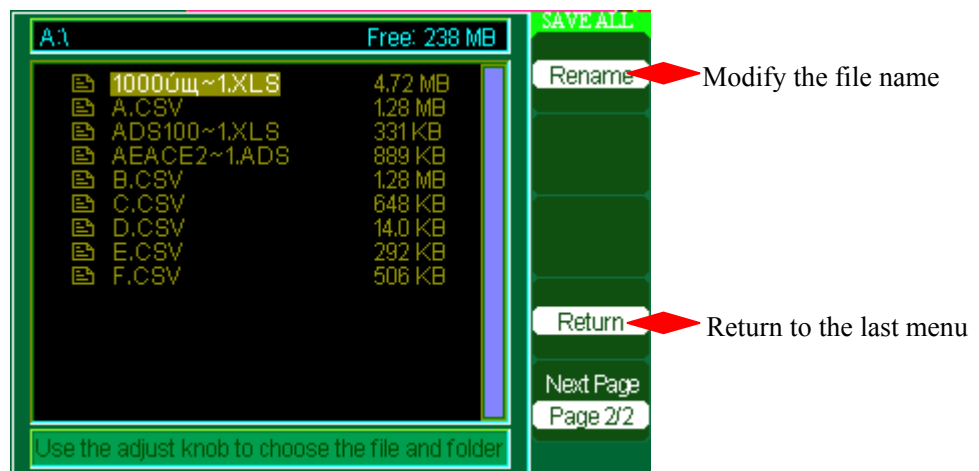 A:\ Free: 238 MB
1000úщ~1.XLS 4.72 MB
A.CSV 1.28 MB
ADS100~1.XLS 331 KB
AEACE2~1.ADS 889 KB
B.CSV 1.28 MB
C.CSV 648 KB
D.CSV 14.0 KB
E.CSV 292 KB
F.CSV 506 KB
Use the adjust knob to choose the file and folder
SAVE ALL
Rename
Modify the file name
Return
Return to the last menu
Next Page
Page 2/2